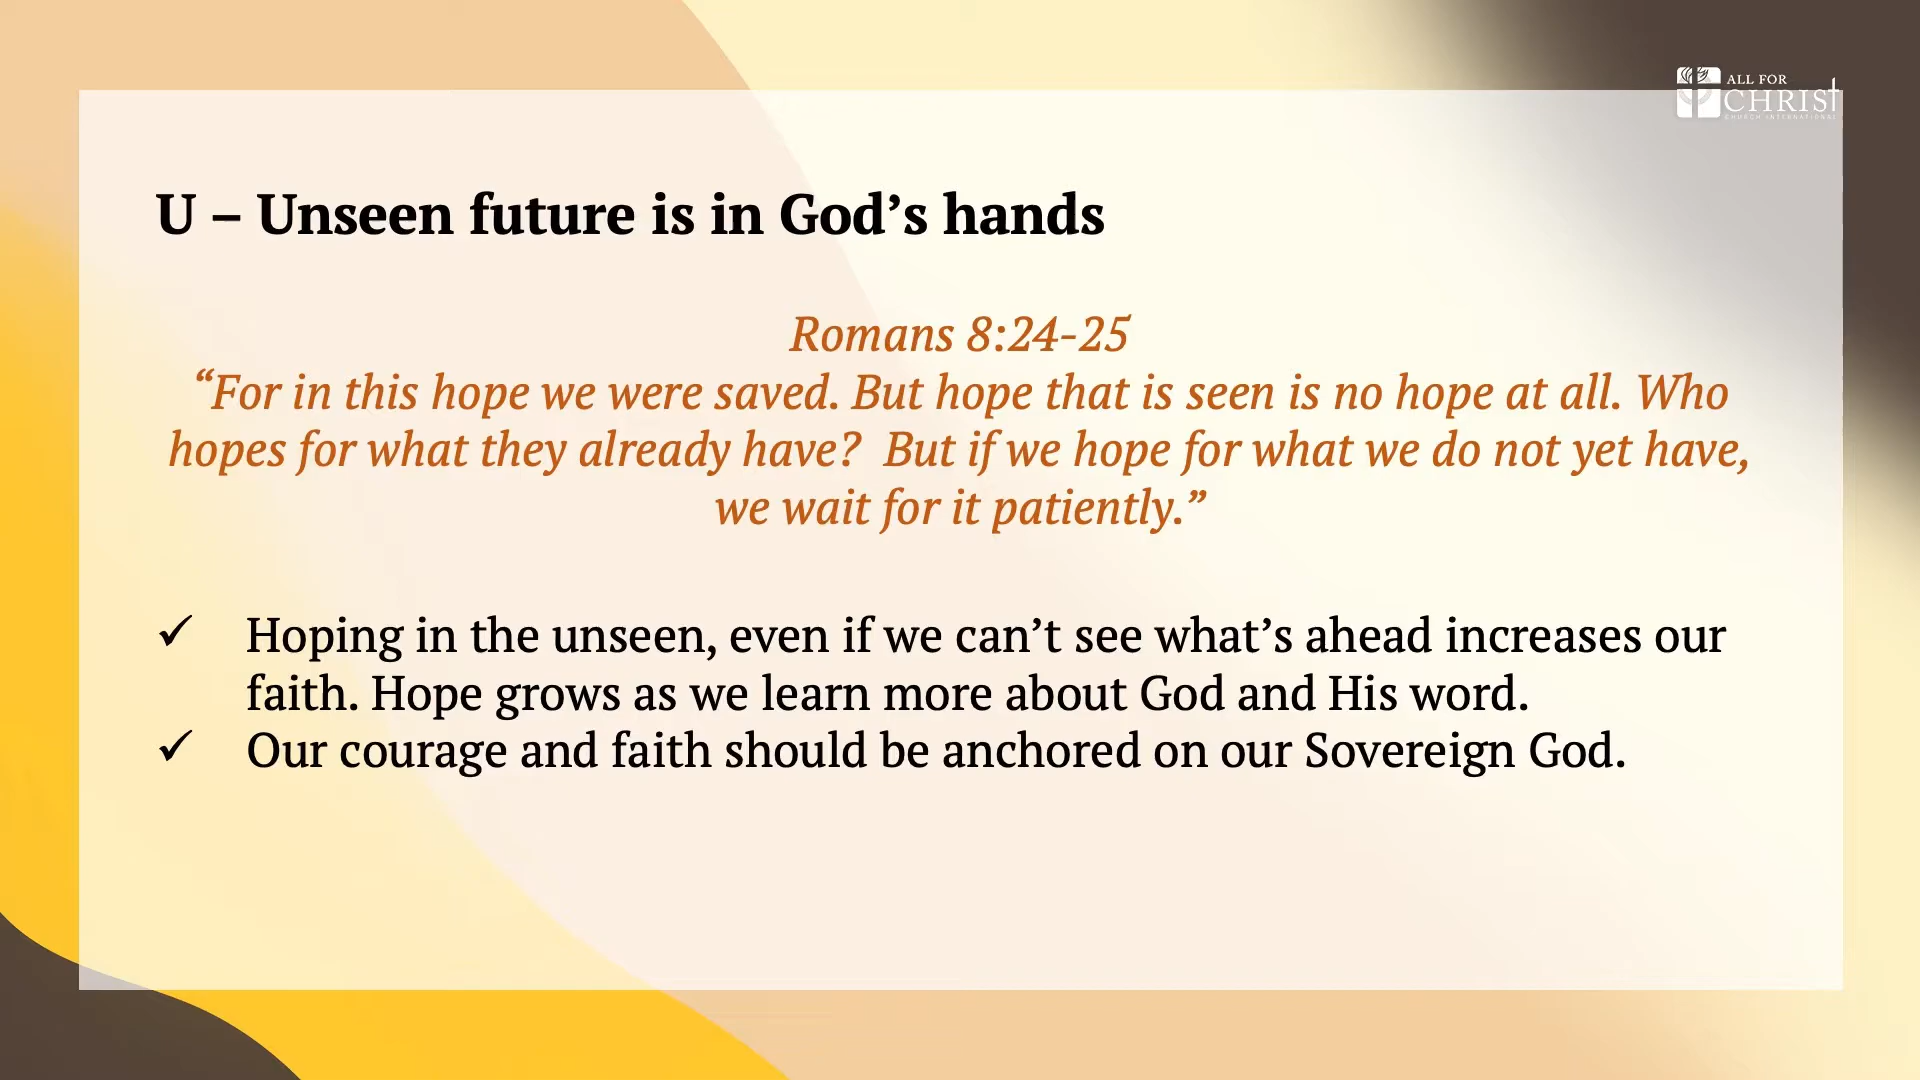 ALL FOR
CHRIST
CHURCH INTERNATIONAL
U – Unseen future is in God’s hands
Romans 8:24-25
“For in this hope we were saved. But hope that is seen is no hope at all. Who
hopes for what they already have?  But if we hope for what we do not yet have,
we wait for it patiently.”
✓ Hoping in the unseen, even if we can’t see what’s ahead increases our
faith. Hope grows as we learn more about God and His word.
✓ Our courage and faith should be anchored on our Sovereign God.